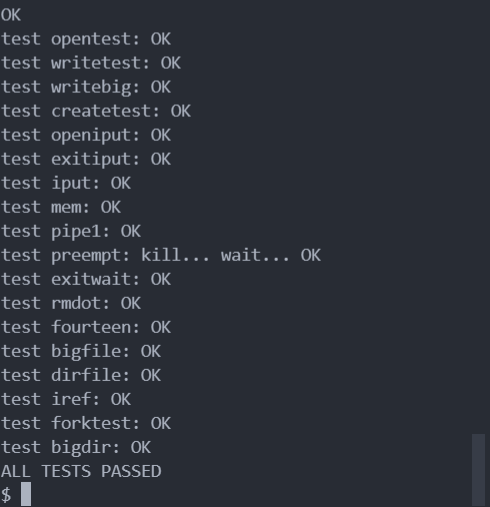 OK
test opentest: OK
test writetest: OK
test writebig: OK
test createtest: OK
test openiput: OK
test exitiput: OK
test iput: OK
test mem: OK
test pipe1: OK
test preempt: kill... wait... OK
test exitwait: OK
test rmdot: OK
test fourteen: OK
test bigfile: OK
test dirfile: OK
test iref: OK
test forktest: OK
test bigdir: OK
ALL TESTS PASSED
$